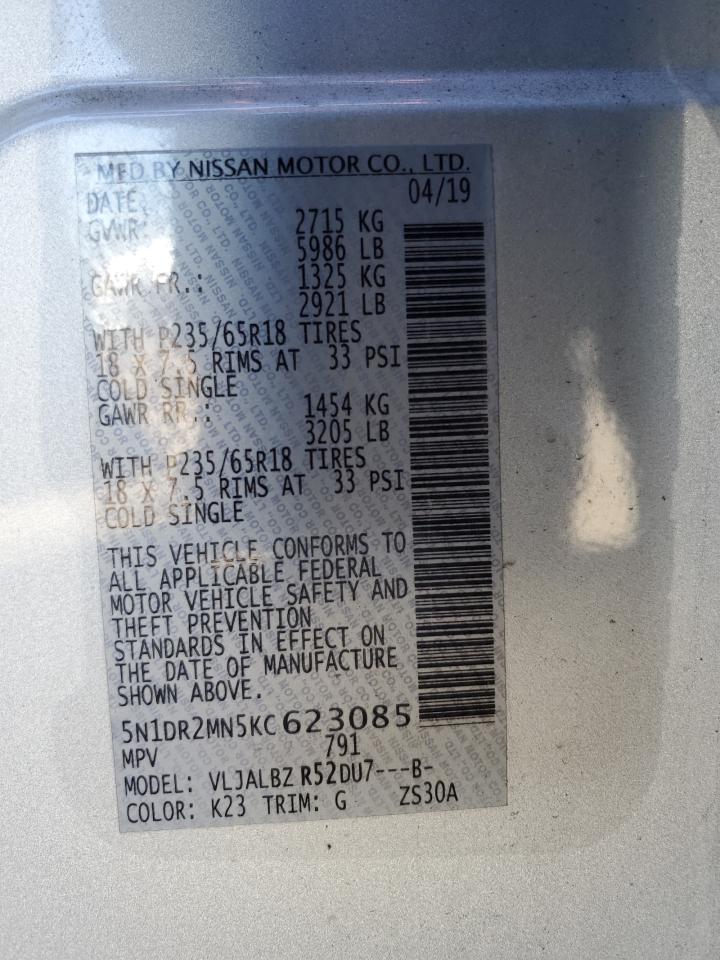 MFD BY NISSAN MOTOR CO., LTD.
DATE: 04/19
GVWR: 2715 KG
5986 LB
GAWR FR.: 1325 KG
2921 LB
WITH P235/65R18 TIRES
18 X 7.5 RIMS AT 33 PSI
COLD SINGLE
GAWR RR.: 1454 KG
3205 LB
WITH P235/65R18 TIRES
18 X 7.5 RIMS AT 33 PSI
COLD SINGLE
THIS VEHICLE CONFORMS TO
ALL APPLICABLE FEDERAL
MOTOR VEHICLE SAFETY AND
THEFT PREVENTION
STANDARDS IN EFFECT ON
THE DATE OF MANUFACTURE
SHOWN ABOVE.
5N1DR2MN5KC623085
MPV 791
MODEL: VLJALBZ R52DU7---B-
COLOR: K23 TRIM: G ZS30A